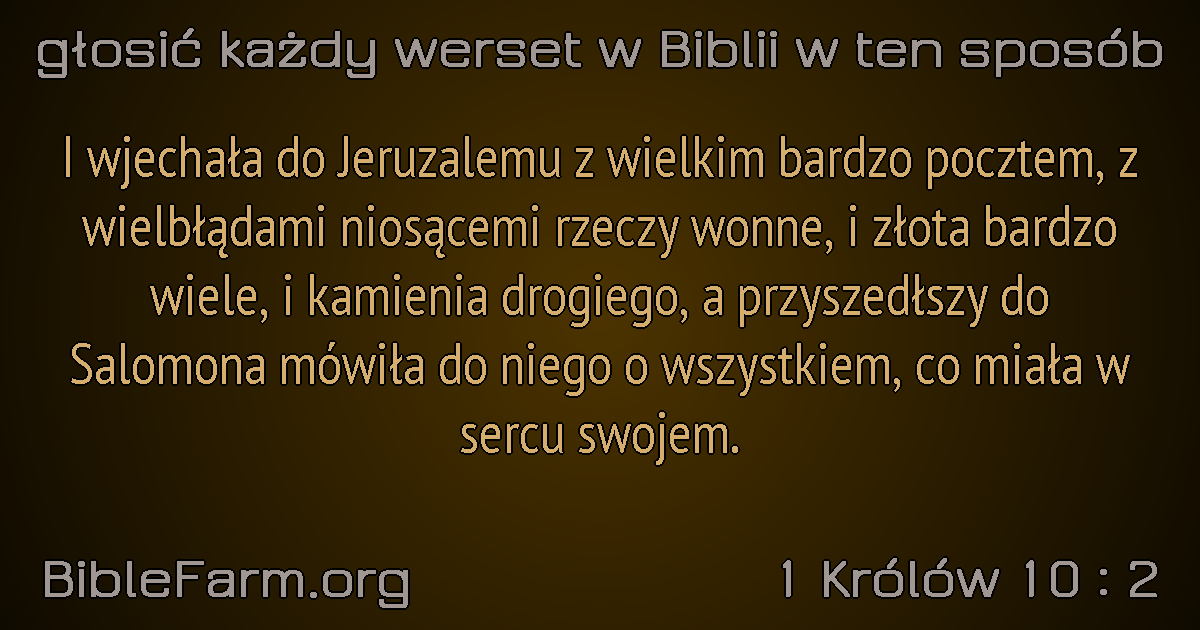 głosić każdy werset w Biblii w ten sposób
I wjechała do Jeruzalemu z wielkim bardzo pocztem, z
wielbłądami niosącemi rzeczy wonne, i złota bardzo
wiele, i kamienia drogiego, a przyszedłszy do
Salomona mówiła do niego o wszystkiem, co miała w
sercu swojem.
BibleFarm.org
1 Królów 10 : 2